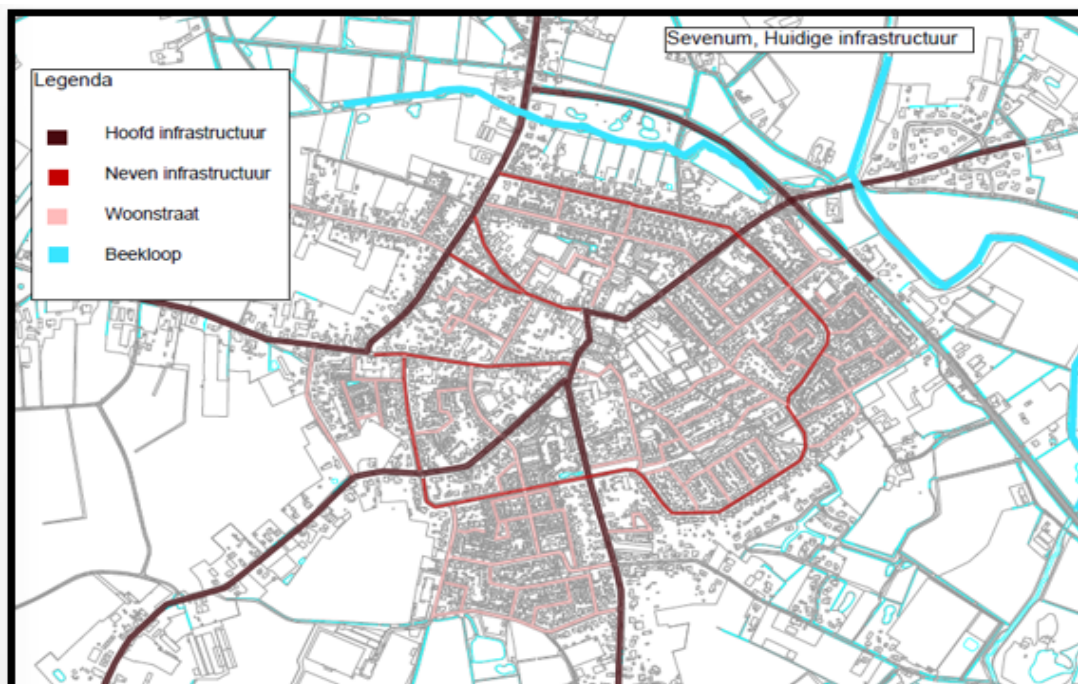 Sevenum, Huidige infrastructuur
Legenda
Hoofd infrastructuur
Neven infrastructuur
Woonstraat
Beekloop